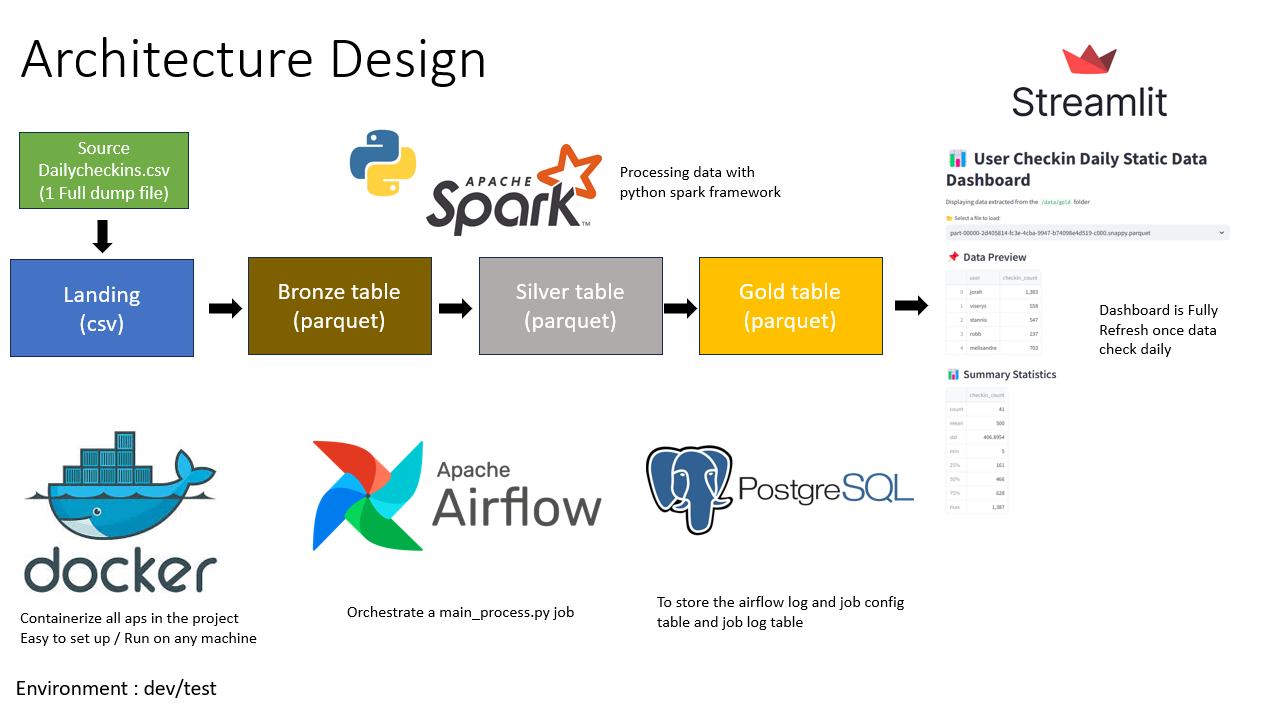 Architecture Design
Streamlit
Source
Dailycheckins.csv
(1 Full dump file)
APACHE
Spark
TM
Processing data with
python spark framework
Landing
(csv)
Bronze table
(parquet)
Silver table
(parquet)
Gold table
(parquet)
User Checkin Daily Static Data
Dashboard
Displaying data extracted from the /data/gold folder
Select a file to load:
part-00000-2d405814-fc3e-4cba-9947-b74098e4d519-c000.snappy.parquet
Data Preview
user checkin_count
0 jorah 1,383
1 viserys 558
2 stannis 547
3 robb 237
4 melisandre 703
Summary Statistics
checkin_count
count 41
mean 500
std 406.8954
min 5
25% 161
50% 466
75% 628
max 1,387
Dashboard is Fully
Refresh once data
check daily
docker
Containerize all aps in the project
Easy to set up / Run on any machine
Apache
Airflow
Orchestrate a main_process.py job
PostgreSQL
To store the airflow log and job config
table and job log table
Environment : dev/test